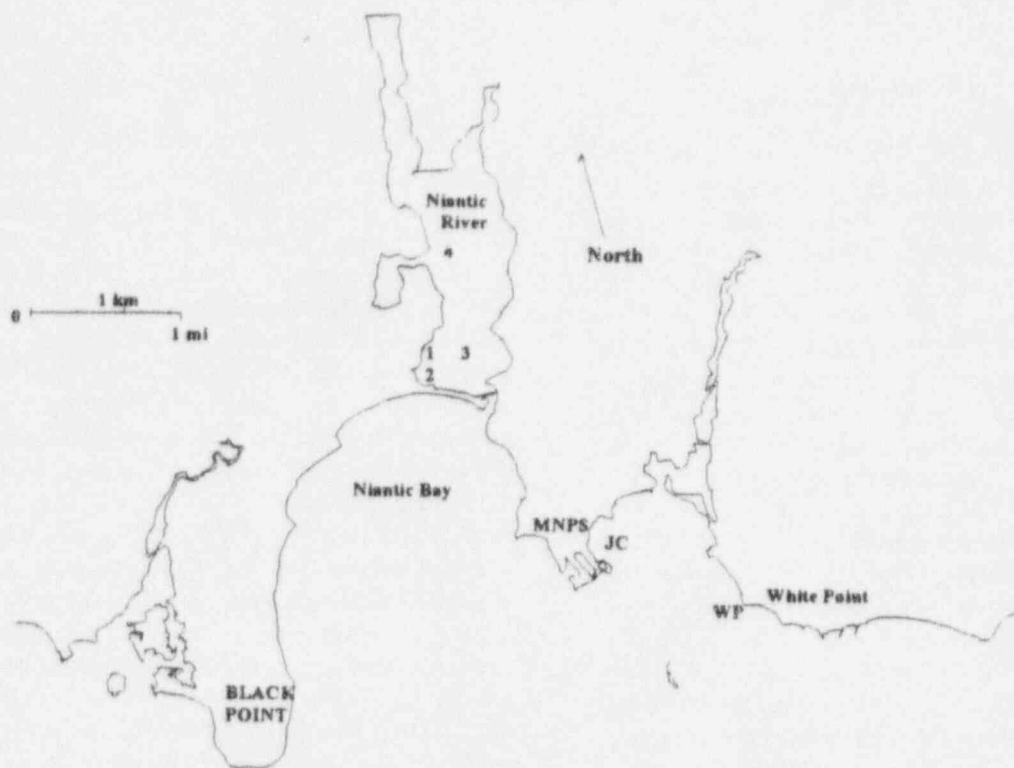 Niantic
River
4
North
1 km
0
1 mi
1 3
2
Niantic Bay
MNPS
JC
White Point
WP
BLACK
POINT